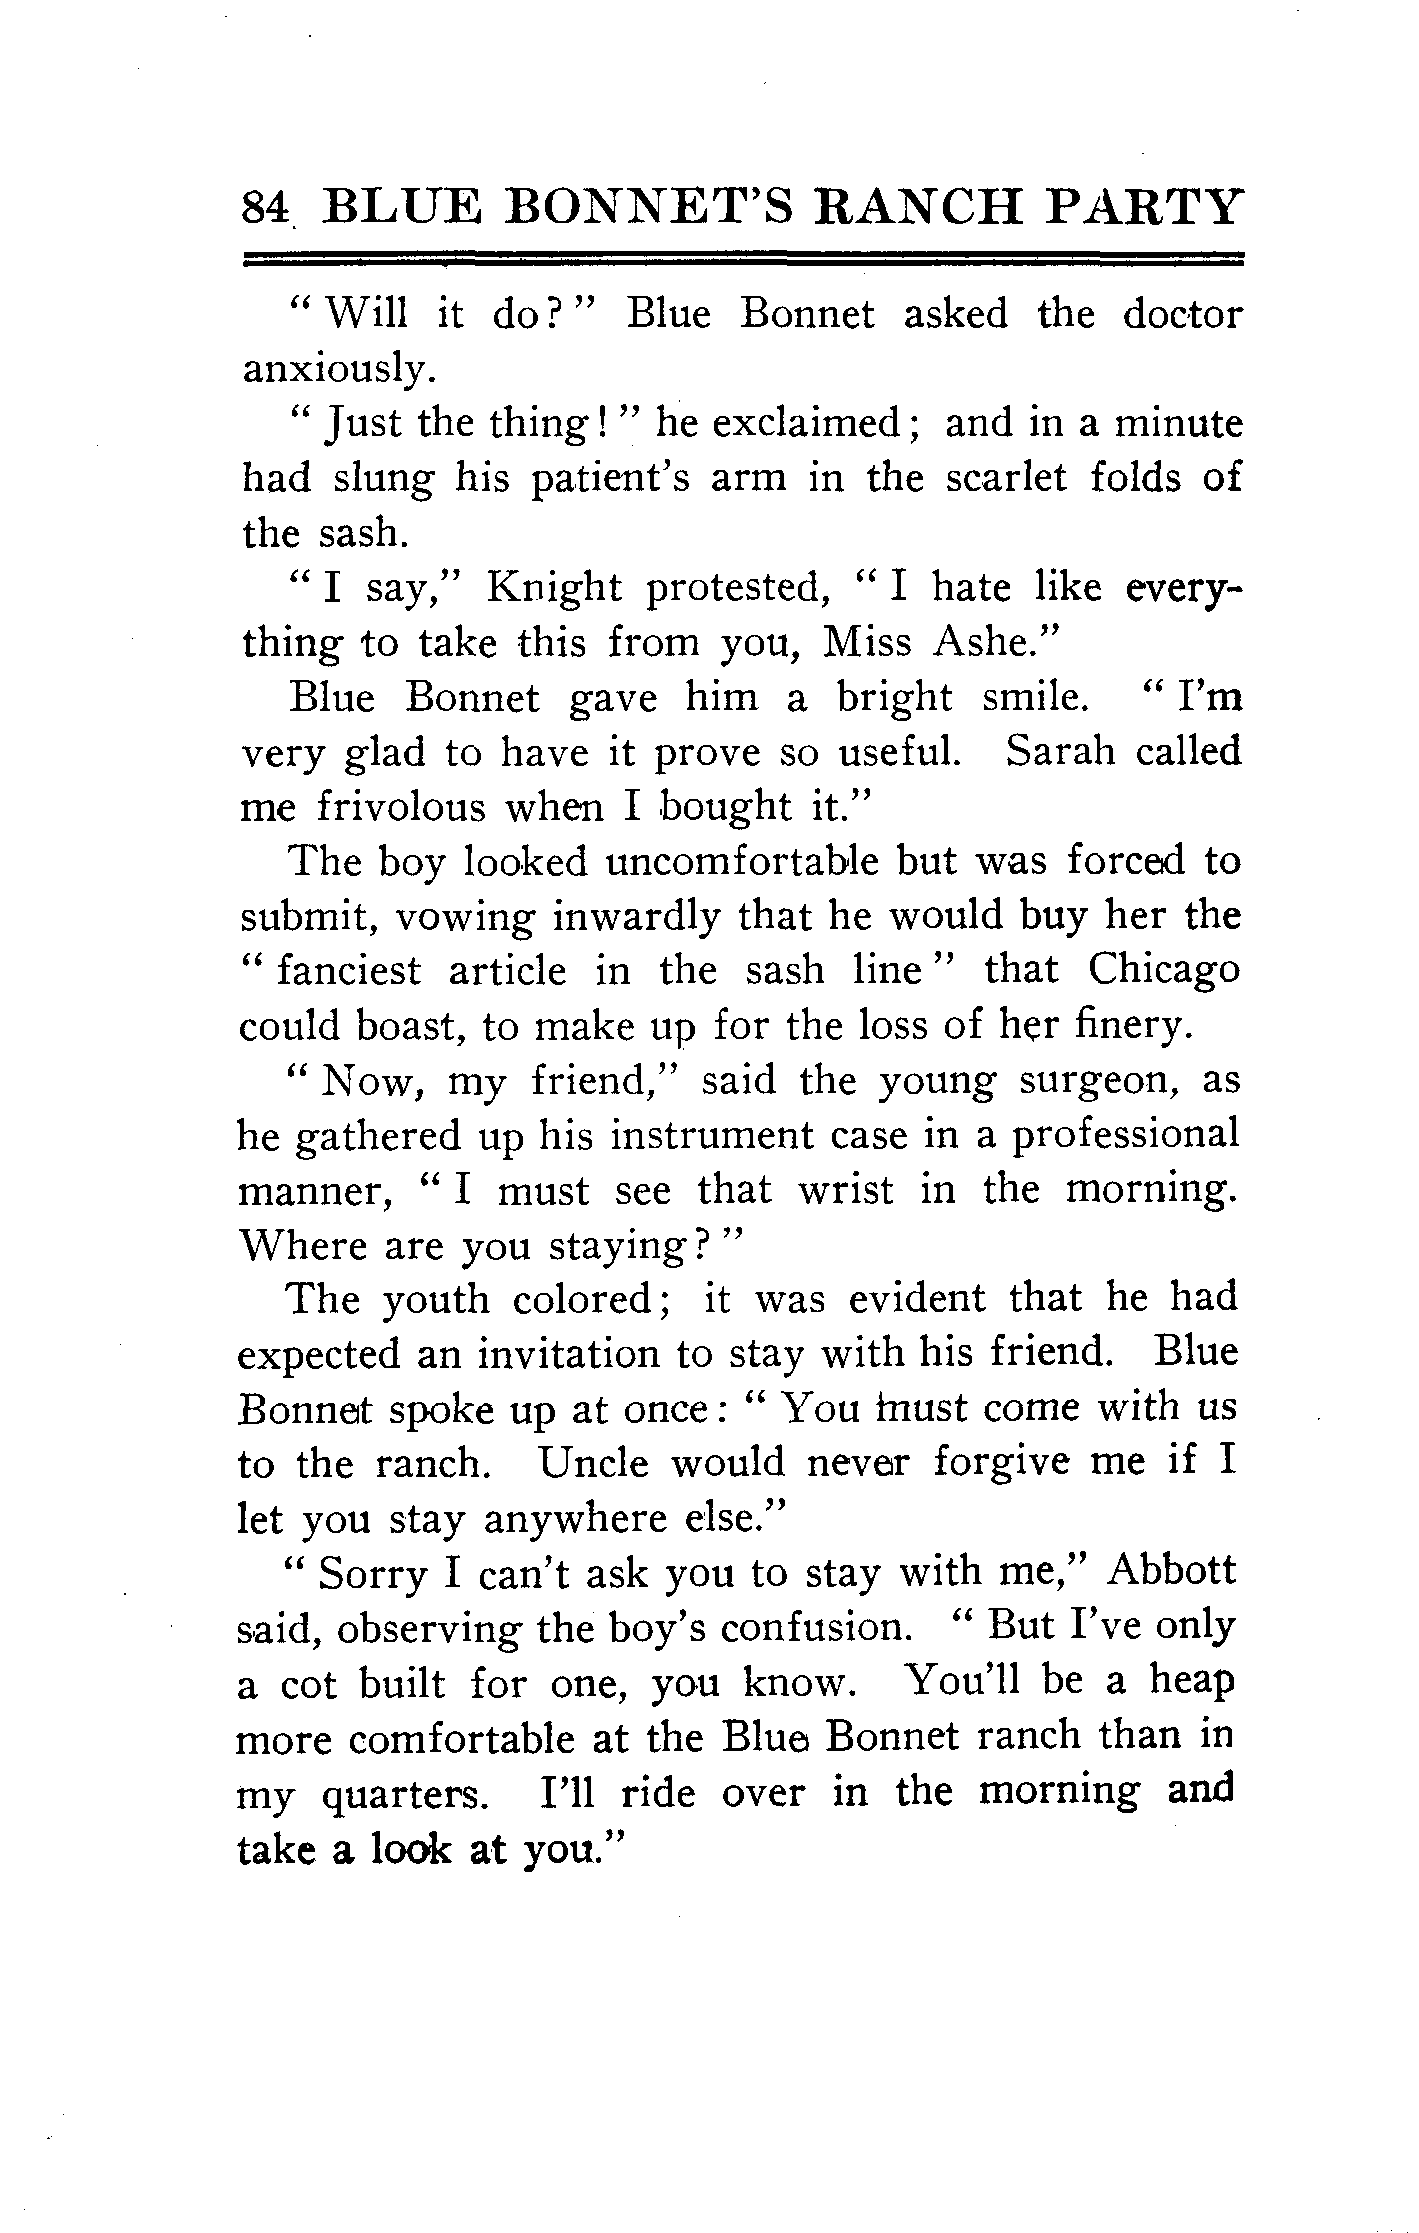 84 BLUE BONNET'S RANCH PARTY
" Will it do? " Blue Bonnet asked the doctor
anxiously.
" Just the thing! " he exclaimed; and in a minute
had slung his patient's arm in the scarlet folds of
the sash.
" I say," Knight protested, " I hate like every-
thing to take this from you, Miss Ashe."
Blue Bonnet gave him a bright smile. " I'm
very glad to have it prove so useful. Sarah called
me frivolous when I bought it."
The boy looked uncomfortable but was forced to
submit, vowing inwardly that he would buy her the
" fanciest article in the sash line " that Chicago
could boast, to make up for the loss of her finery.
" Now, my friend," said the young surgeon, as
he gathered up his instrument case in a professional
manner, " I must see that wrist in the morning.
Where are you staying? "
The youth colored; it was evident that he had
expected an invitation to stay with his friend. Blue
Bonnet spoke up at once: " You must come with us
to the ranch. Uncle would never forgive me if I
let you stay anywhere else."
" Sorry I can't ask you to stay with me," Abbott
said, observing the boy's confusion. " But I've only
a cot built for one, you know. You'll be a heap
more comfortable at the Blue Bonnet ranch than in
my quarters. I'll ride over in the morning and
take a look at you."